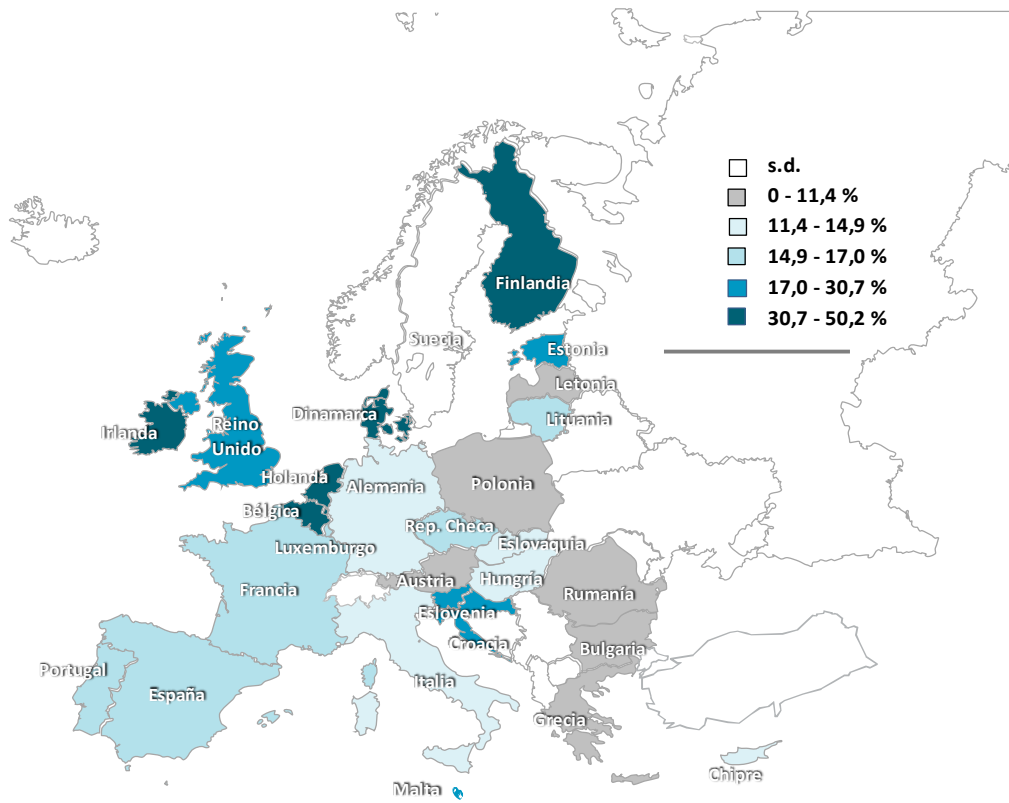 s.d.
0 - 11,4 %
11,4 - 14,9 %
14,9 - 17,0 %
17,0 - 30,7 %
30,7 - 50,2 %
Finlandia
Suecia
Estonia
Letonia
Lituania
Dinamarca
Irlanda
Reino
Unido
Holanda
Alemania
Polonia
Bélgica
Rep. Checa
Luxemburgo
Eslovaquia
Francia
Austria
Hungría
Rumanía
Eslovenia
Croacia
Bulgaria
Portugal
España
Italia
Grecia
Chipre
Malta